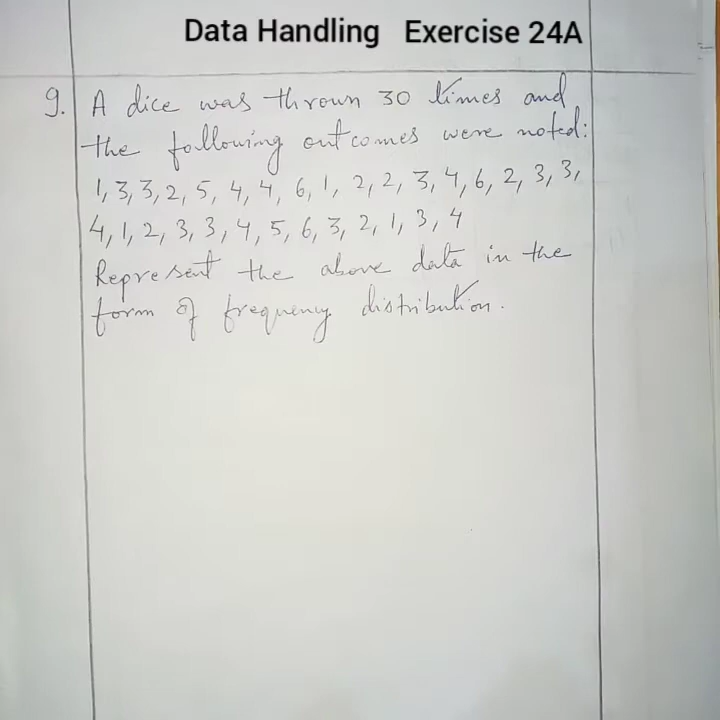 Data Handling Exercise 24A
9. A dice was thrown 30 times and
the following outcomes were noted:
1, 3, 3, 2, 5, 4, 4, 6, 1, 2, 2, 3, 4, 6, 2, 3, 3,
4, 1, 2, 3, 3, 4, 5, 6, 3, 2, 1, 3, 4
Represent the above data in the
form of frequency distribution.